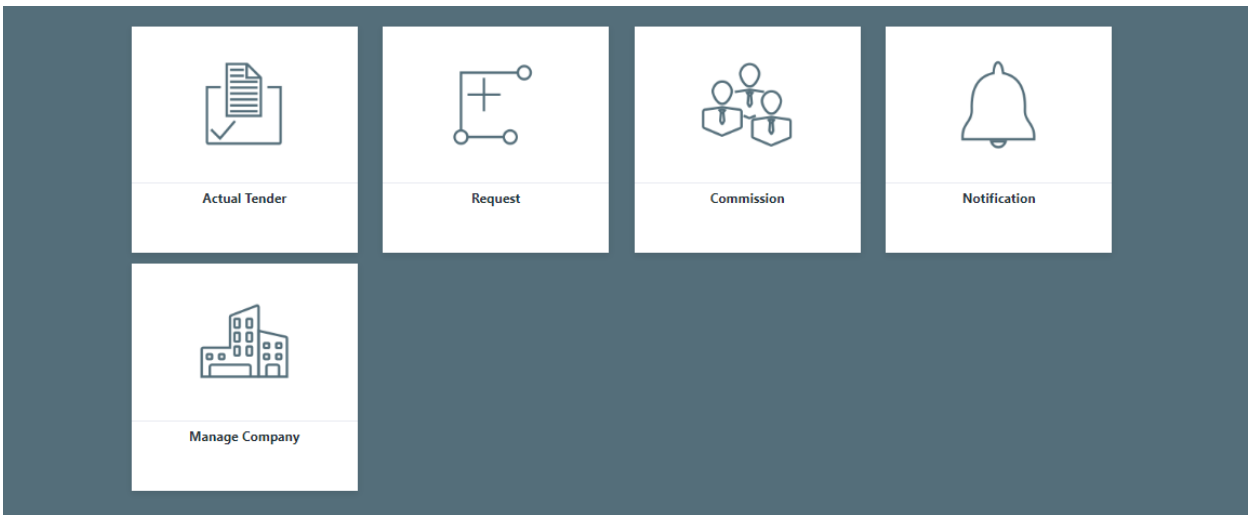 Actual Tender
Request
Commission
Notification
Manage Company